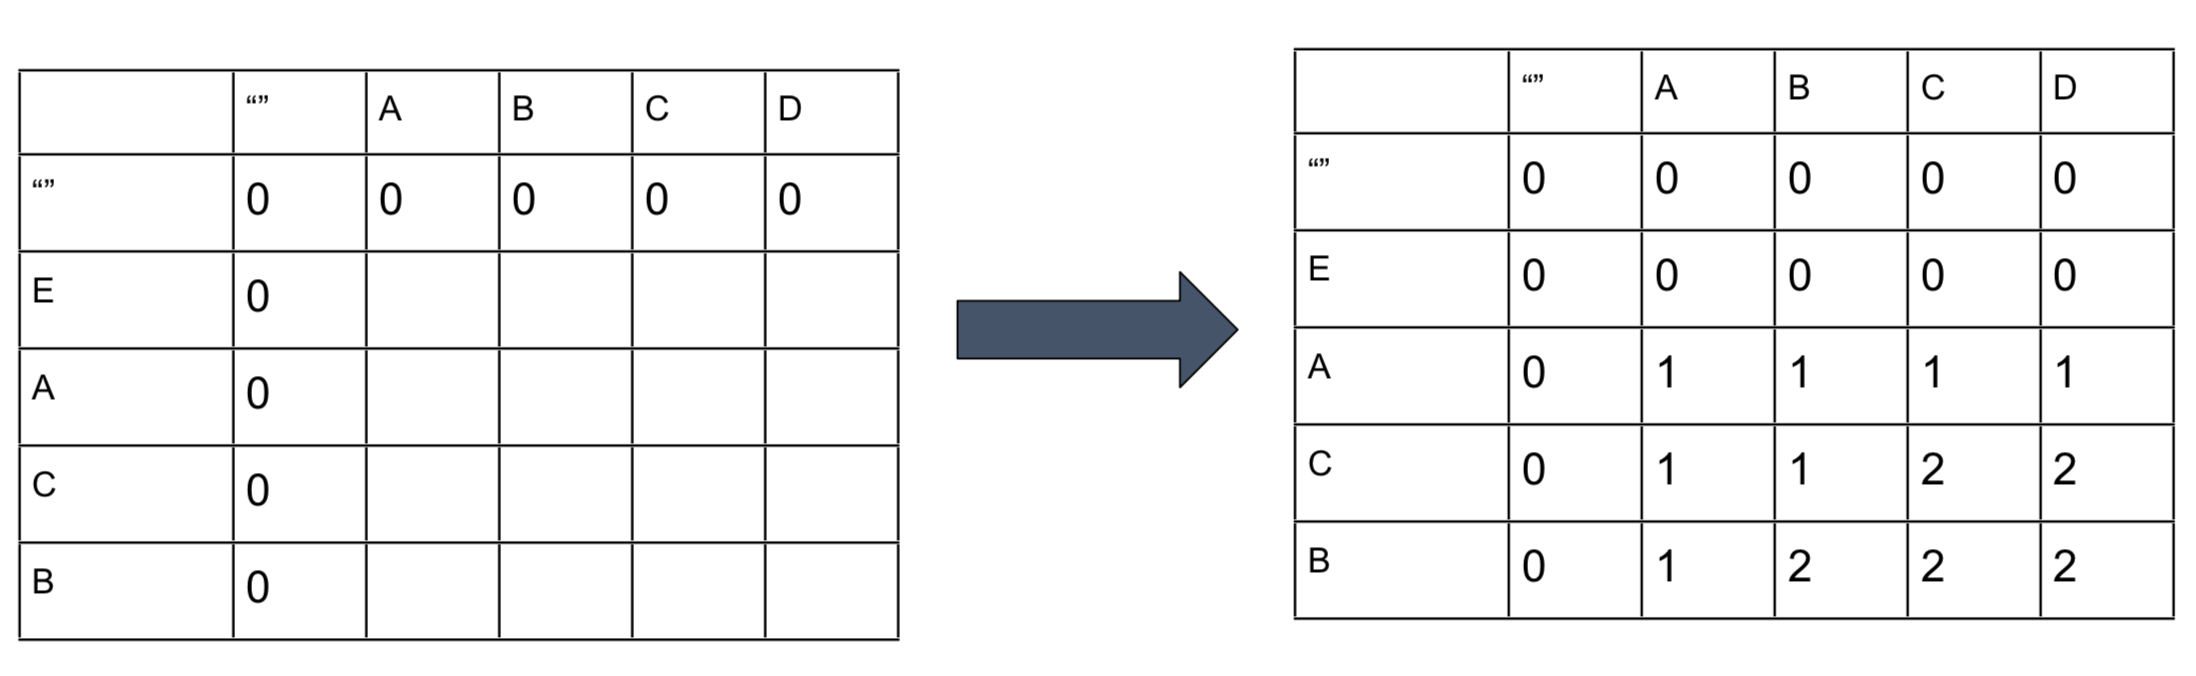 “” A B C D
“” 0 0 0 0 0
E 0
A 0
C 0
B 0
“” A B C D
“” 0 0 0 0 0
E 0 0 0 0 0
A 0 1 1 1 1
C 0 1 1 2 2
B 0 1 2 2 2